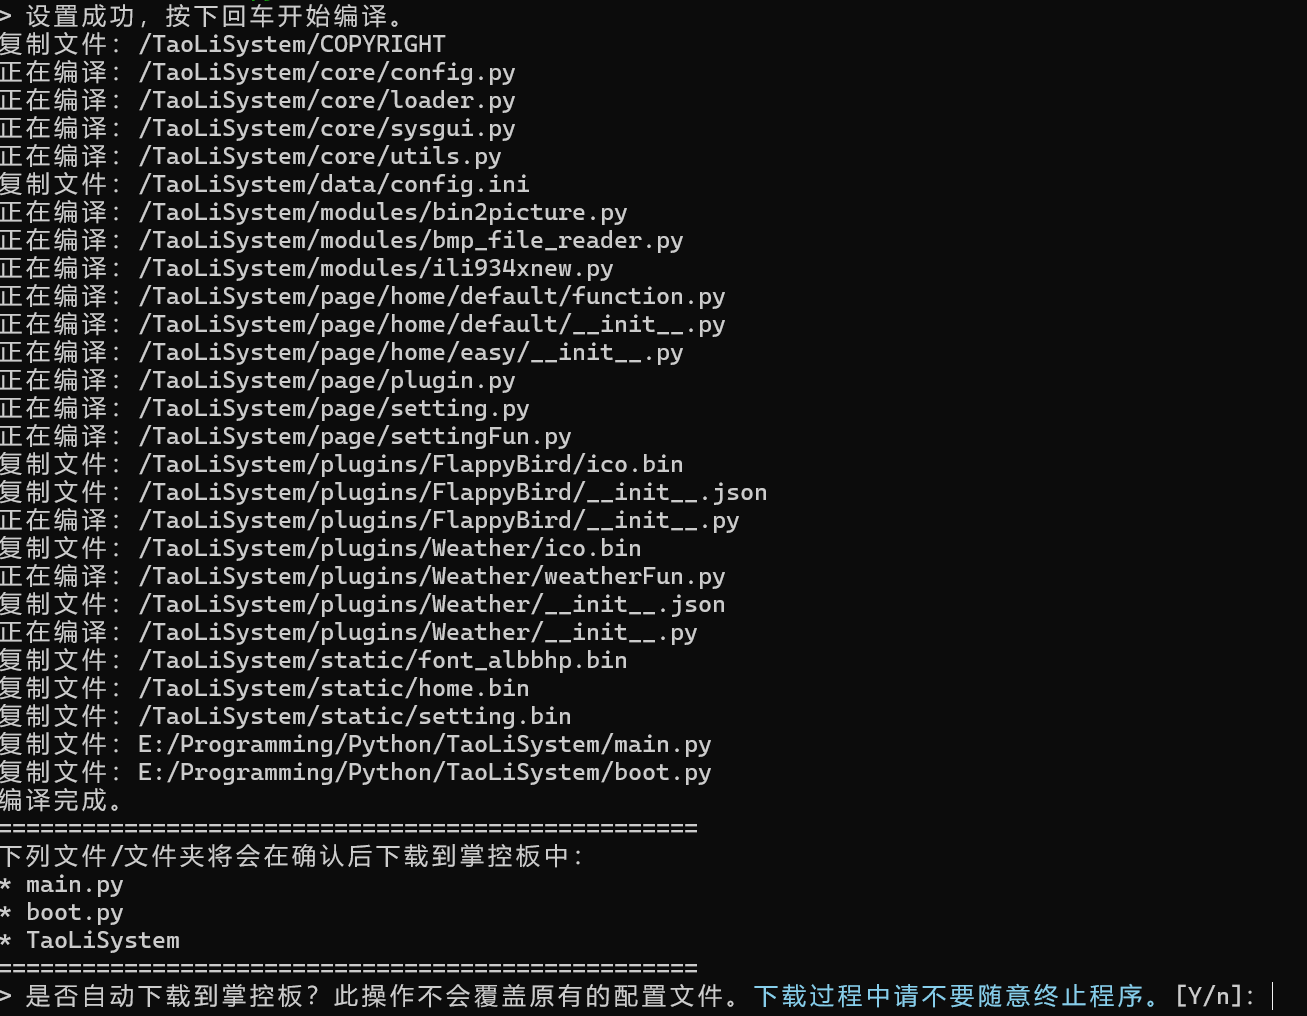 > 设置成功，按下回车开始编译。
复制文件：/TaoLiSystem/COPYRIGHT
正在编译：/TaoLiSystem/core/config.py
正在编译：/TaoLiSystem/core/loader.py
正在编译：/TaoLiSystem/core/sysgui.py
正在编译：/TaoLiSystem/core/utils.py
复制文件：/TaoLiSystem/data/config.ini
正在编译：/TaoLiSystem/modules/bin2picture.py
正在编译：/TaoLiSystem/modules/bmp_file_reader.py
正在编译：/TaoLiSystem/modules/ili934xnew.py
正在编译：/TaoLiSystem/page/home/default/function.py
正在编译：/TaoLiSystem/page/home/default/__init__.py
正在编译：/TaoLiSystem/page/home/easy/__init__.py
正在编译：/TaoLiSystem/page/plugin.py
正在编译：/TaoLiSystem/page/setting.py
正在编译：/TaoLiSystem/page/settingFun.py
复制文件：/TaoLiSystem/plugins/FlappyBird/ico.bin
复制文件：/TaoLiSystem/plugins/FlappyBird/__init__.json
正在编译：/TaoLiSystem/plugins/FlappyBird/__init__.py
复制文件：/TaoLiSystem/plugins/Weather/ico.bin
正在编译：/TaoLiSystem/plugins/Weather/weatherFun.py
复制文件：/TaoLiSystem/plugins/Weather/__init__.json
正在编译：/TaoLiSystem/plugins/Weather/__init__.py
复制文件：/TaoLiSystem/static/font_albbhp.bin
复制文件：/TaoLiSystem/static/home.bin
复制文件：/TaoLiSystem/static/setting.bin
复制文件：E:/Programming/Python/TaoLiSystem/main.py
复制文件：E:/Programming/Python/TaoLiSystem/boot.py
编译完成。
==================================================
下列文件/文件夹将会在确认后下载到掌控板中：
* main.py
* boot.py
* TaoLiSystem
==================================================
> 是否自动下载到掌控板？此操作不会覆盖原有的配置文件。下载过程中请不要随意终止程序。[Y/n]：